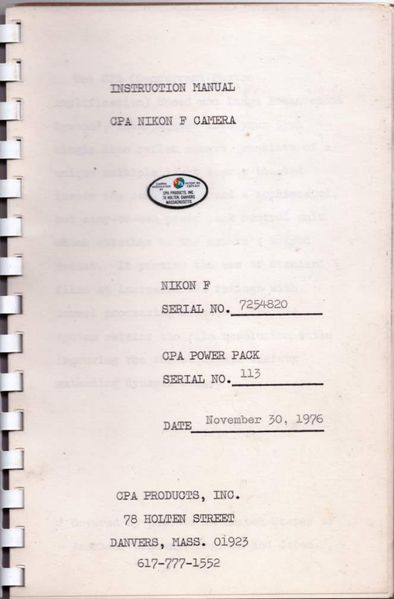 INSTRUCTION MANUAL
CPA NIKON F CAMERA
CPA PRODUCTS, INC.
78 HOLTEN, DANVERS
MASSACHUSETTS
NIKON F
SERIAL NO. 7254820
CPA POWER PACK
SERIAL NO. 113
DATE November 30, 1976
CPA PRODUCTS, INC.
78 HOLTEN STREET
DANVERS, MASS. 01923
617-777-1552